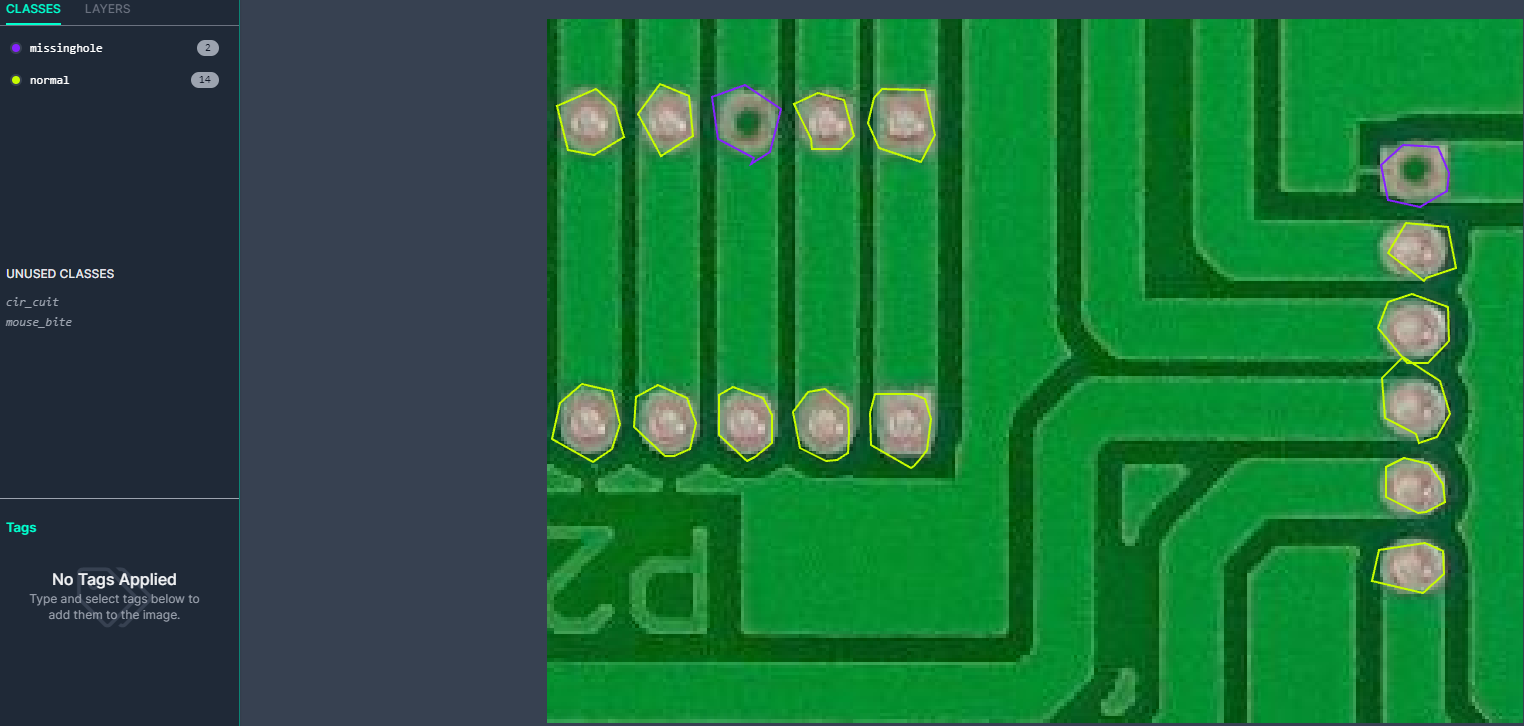 CLASSES LAYERS
missinghole 2
normal 14
UNUSED CLASSES
cir_cuit
mouse_bite
Tags
No Tags Applied
Type and select tags below to
add them to the image.
P2